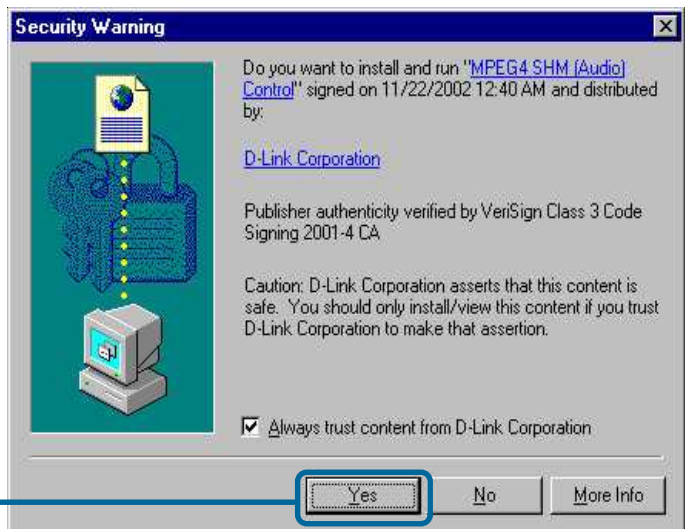 Security Warning
Do you want to install and run "MPEG4 SHM (Audio)
Control" signed on 11/22/2002 12:40 AM and distributed
by:
D-Link Corporation
Publisher authenticity verified by VeriSign Class 3 Code
Signing 2001-4 CA
Caution: D-Link Corporation asserts that this content is
safe. You should only install/view this content if you trust
D-Link Corporation to make that assertion.
Always trust content from D-Link Corporation
Yes No More Info